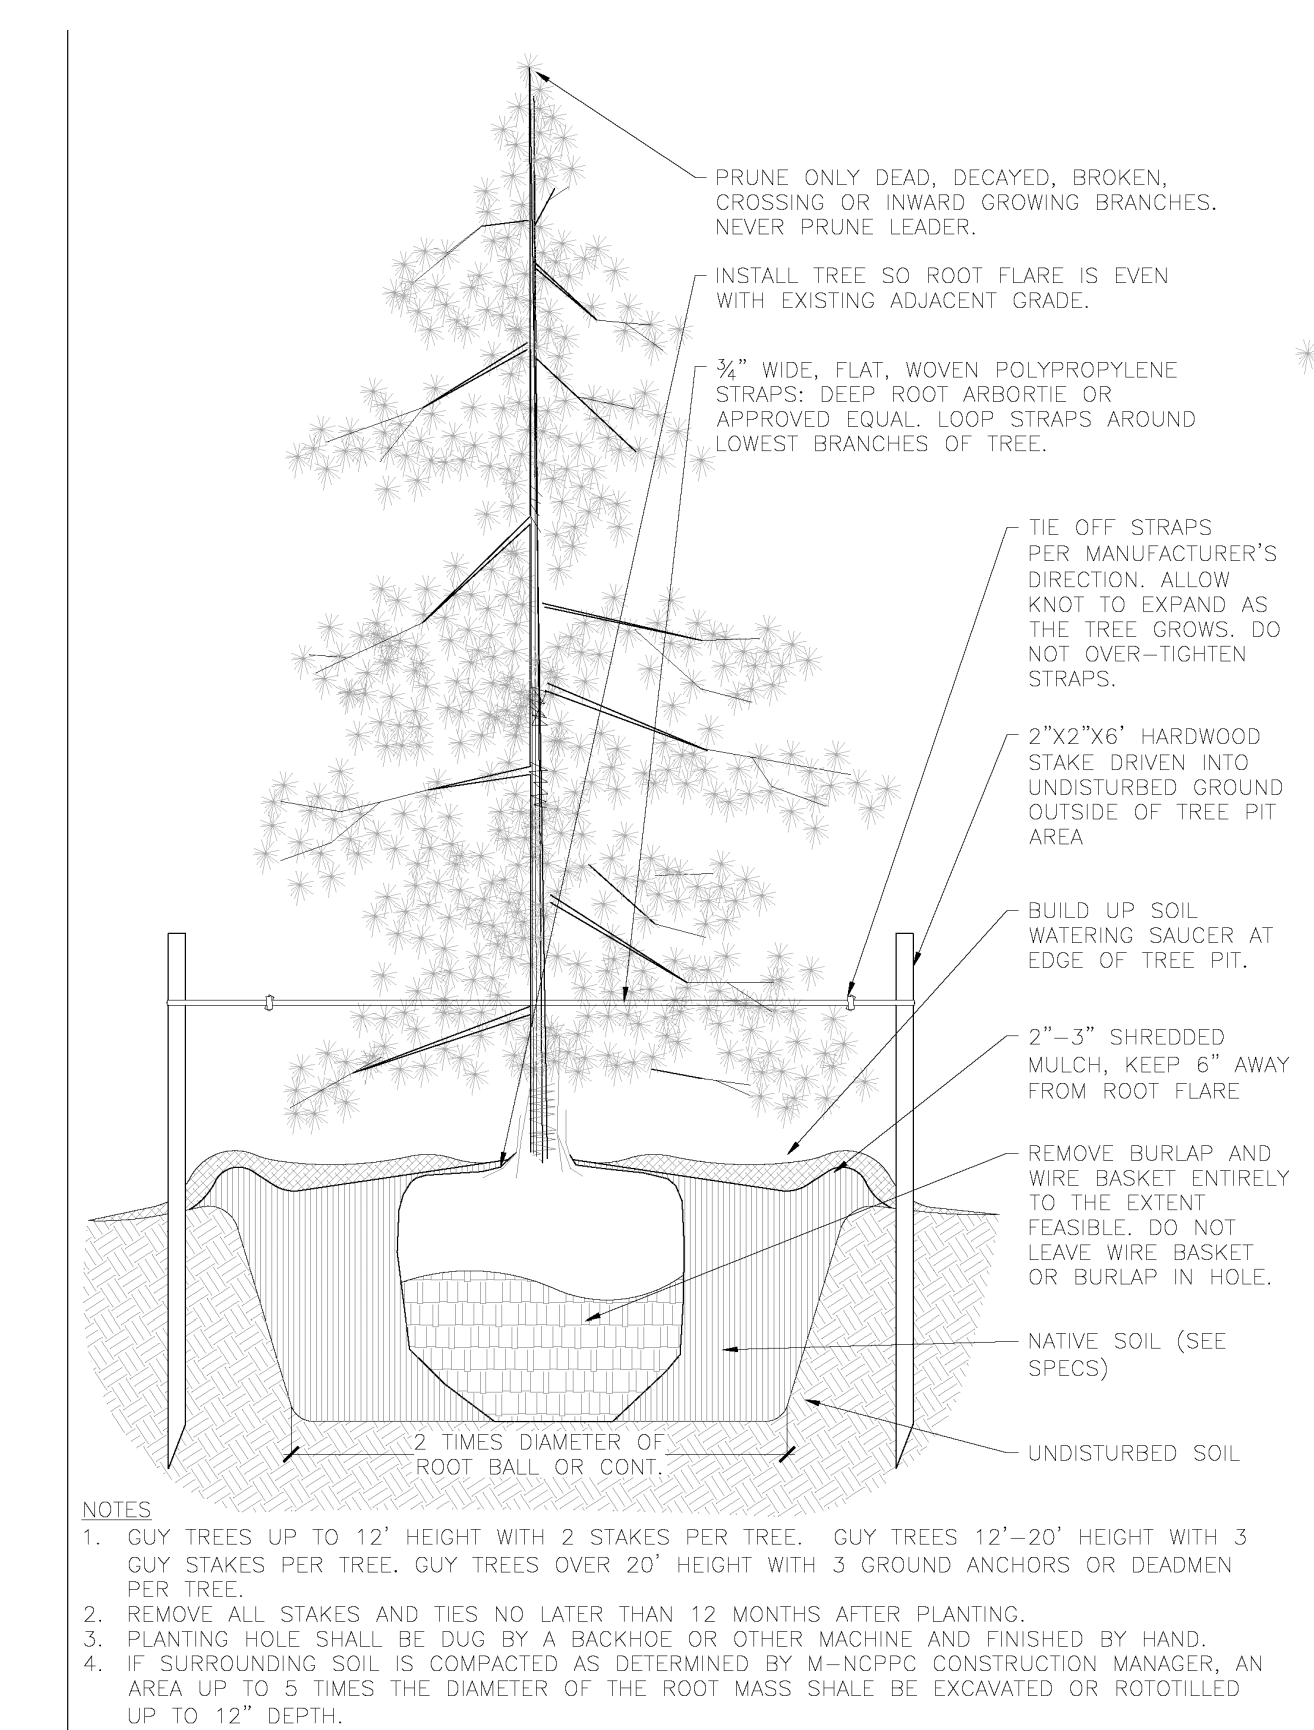 PRUNE ONLY DEAD, DECAYED, BROKEN,
CROSSING OR INWARD GROWING BRANCHES.
NEVER PRUNE LEADER.
INSTALL TREE SO ROOT FLARE IS EVEN
WITH EXISTING ADJACENT GRADE.
¾" WIDE, FLAT, WOVEN POLYPROPYLENE
STRAPS: DEEP ROOT ARBORTIE OR
APPROVED EQUAL. LOOP STRAPS AROUND
LOWEST BRANCHES OF TREE.
TIE OFF STRAPS
PER MANUFACTURER'S
DIRECTION. ALLOW
KNOT TO EXPAND AS
THE TREE GROWS. DO
NOT OVER-TIGHTEN
STRAPS.
2"X2"X6' HARDWOOD
STAKE DRIVEN INTO
UNDISTURBED GROUND
OUTSIDE OF TREE PIT
AREA
BUILD UP SOIL
WATERING SAUCER AT
EDGE OF TREE PIT.
2"-3" SHREDDED
MULCH, KEEP 6" AWAY
FROM ROOT FLARE
REMOVE BURLAP AND
WIRE BASKET ENTIRELY
TO THE EXTENT
FEASIBLE. DO NOT
LEAVE WIRE BASKET
OR BURLAP IN HOLE.
NATIVE SOIL (SEE
SPECS)
UNDISTURBED SOIL
2 TIMES DIAMETER OF
ROOT BALL OR CONT.
NOTES
1. GUY TREES UP TO 12' HEIGHT WITH 2 STAKES PER TREE. GUY TREES 12'-20' HEIGHT WITH 3
GUY STAKES PER TREE. GUY TREES OVER 20' HEIGHT WITH 3 GROUND ANCHORS OR DEADMEN
PER TREE.
2. REMOVE ALL STAKES AND TIES NO LATER THAN 12 MONTHS AFTER PLANTING.
3. PLANTING HOLE SHALL BE DUG BY A BACKHOE OR OTHER MACHINE AND FINISHED BY HAND.
4. IF SURROUNDING SOIL IS COMPACTED AS DETERMINED BY M-NCPPC CONSTRUCTION MANAGER, AN
AREA UP TO 5 TIMES THE DIAMETER OF THE ROOT MASS SHALE BE EXCAVATED OR ROTOTILLED
UP TO 12" DEPTH.